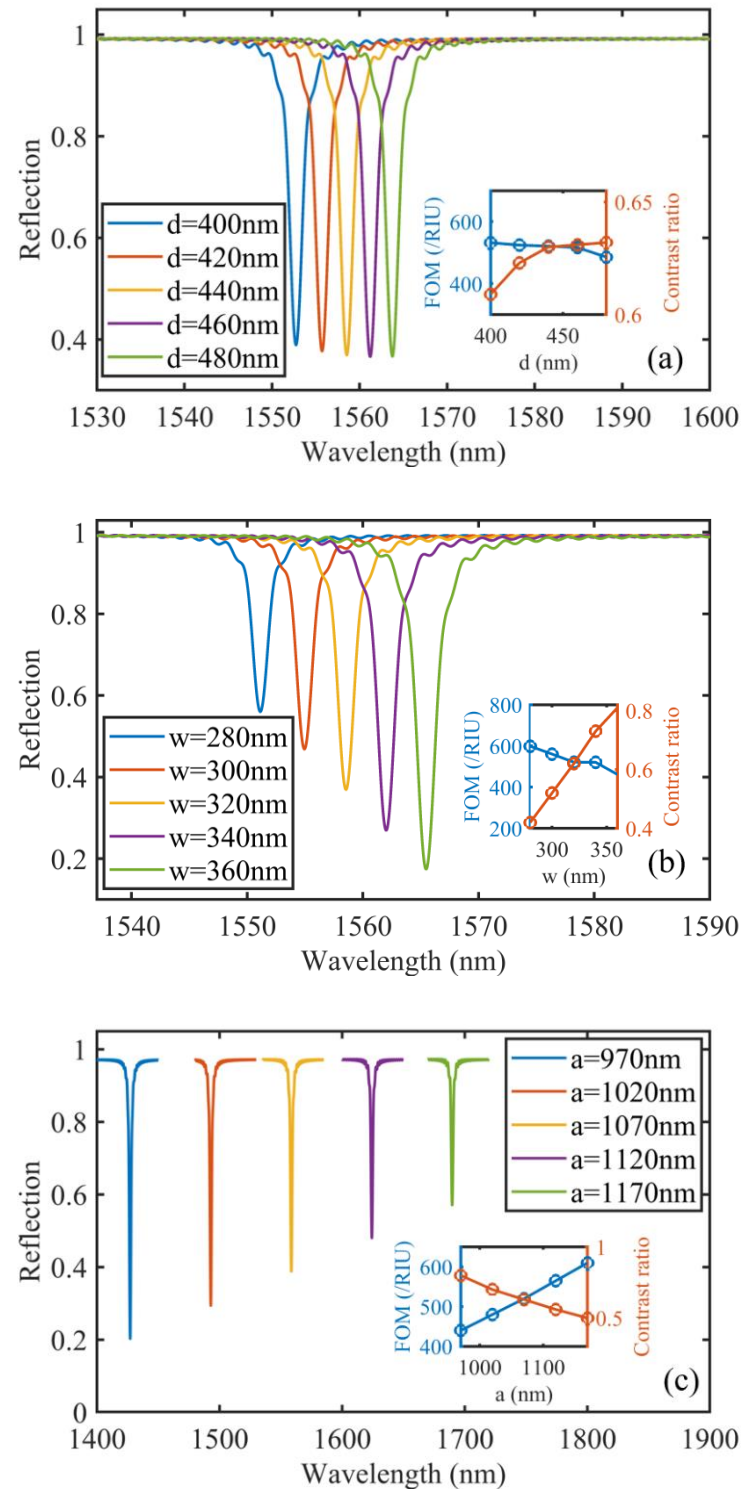 1
0.8
0.6
0.4
Reflection
d=400nm
d=420nm
d=440nm
d=460nm
d=480nm
600
400
FOM (/RIU)
0.65
0.6
Contrast ratio
400 450
d (nm)
(a)
1530 1540 1550 1560 1570 1580 1590 1600
Wavelength (nm)
1
0.8
0.6
0.4
0.2
Reflection
w=280nm
w=300nm
w=320nm
w=340nm
w=360nm
800
600
400
200
FOM (/RIU)
0.8
0.6
0.4
Contrast ratio
300 350
w (nm)
(b)
1540 1550 1560 1570 1580 1590
Wavelength (nm)
1
0.8
0.6
0.4
0.2
0
Reflection
a=970nm
a=1020nm
a=1070nm
a=1120nm
a=1170nm
600
500
400
FOM (/RIU)
1
0.5
Contrast ratio
1000 1100
a (nm)
(c)
1400 1500 1600 1700 1800 1900
Wavelength (nm)